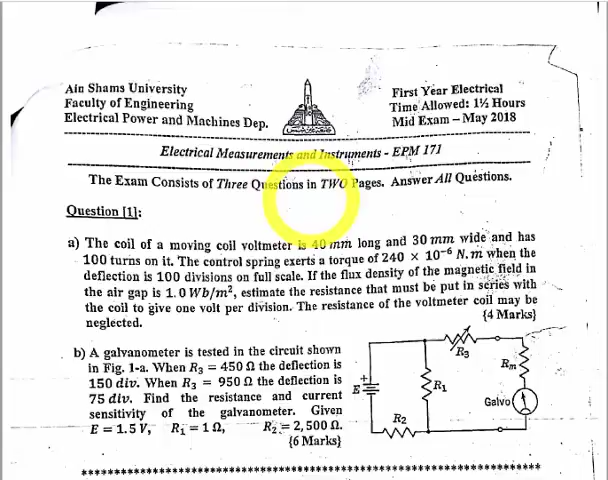 Ain Shams University
Faculty of Engineering
Electrical Power and Machines Dep.
First Year Electrical
Time Allowed: 1½ Hours
Mid Exam – May 2018
Electrical Measurements and Instruments - EPM 171
The Exam Consists of Three Questions in TWO Pages. Answer All Questions.
Question [1]:
a) The coil of a moving coil voltmeter is 40 mm long and 30 mm wide and has
100 turns on it. The control spring exerts a torque of 240 × 10⁻⁶ N.m when the
deflection is 100 divisions on full scale. If the flux density of the magnetic field in
the air gap is 1.0 Wb/m², estimate the resistance that must be put in series with
the coil to give one volt per division. The resistance of the voltmeter coil may be
neglected. {4 Marks}
b) A galvanometer is tested in the circuit shown
in Fig. 1-a. When R₃ = 450 Ω the deflection is
150 div. When R₃ = 950 Ω the deflection is
75 div. Find the resistance and current
sensitivity of the galvanometer. Given
E = 1.5 V, R₁ = 1 Ω, R₂ = 2,500 Ω.
{6 Marks}
R₃
Rm
+
E
R₁
Galvo
R₂